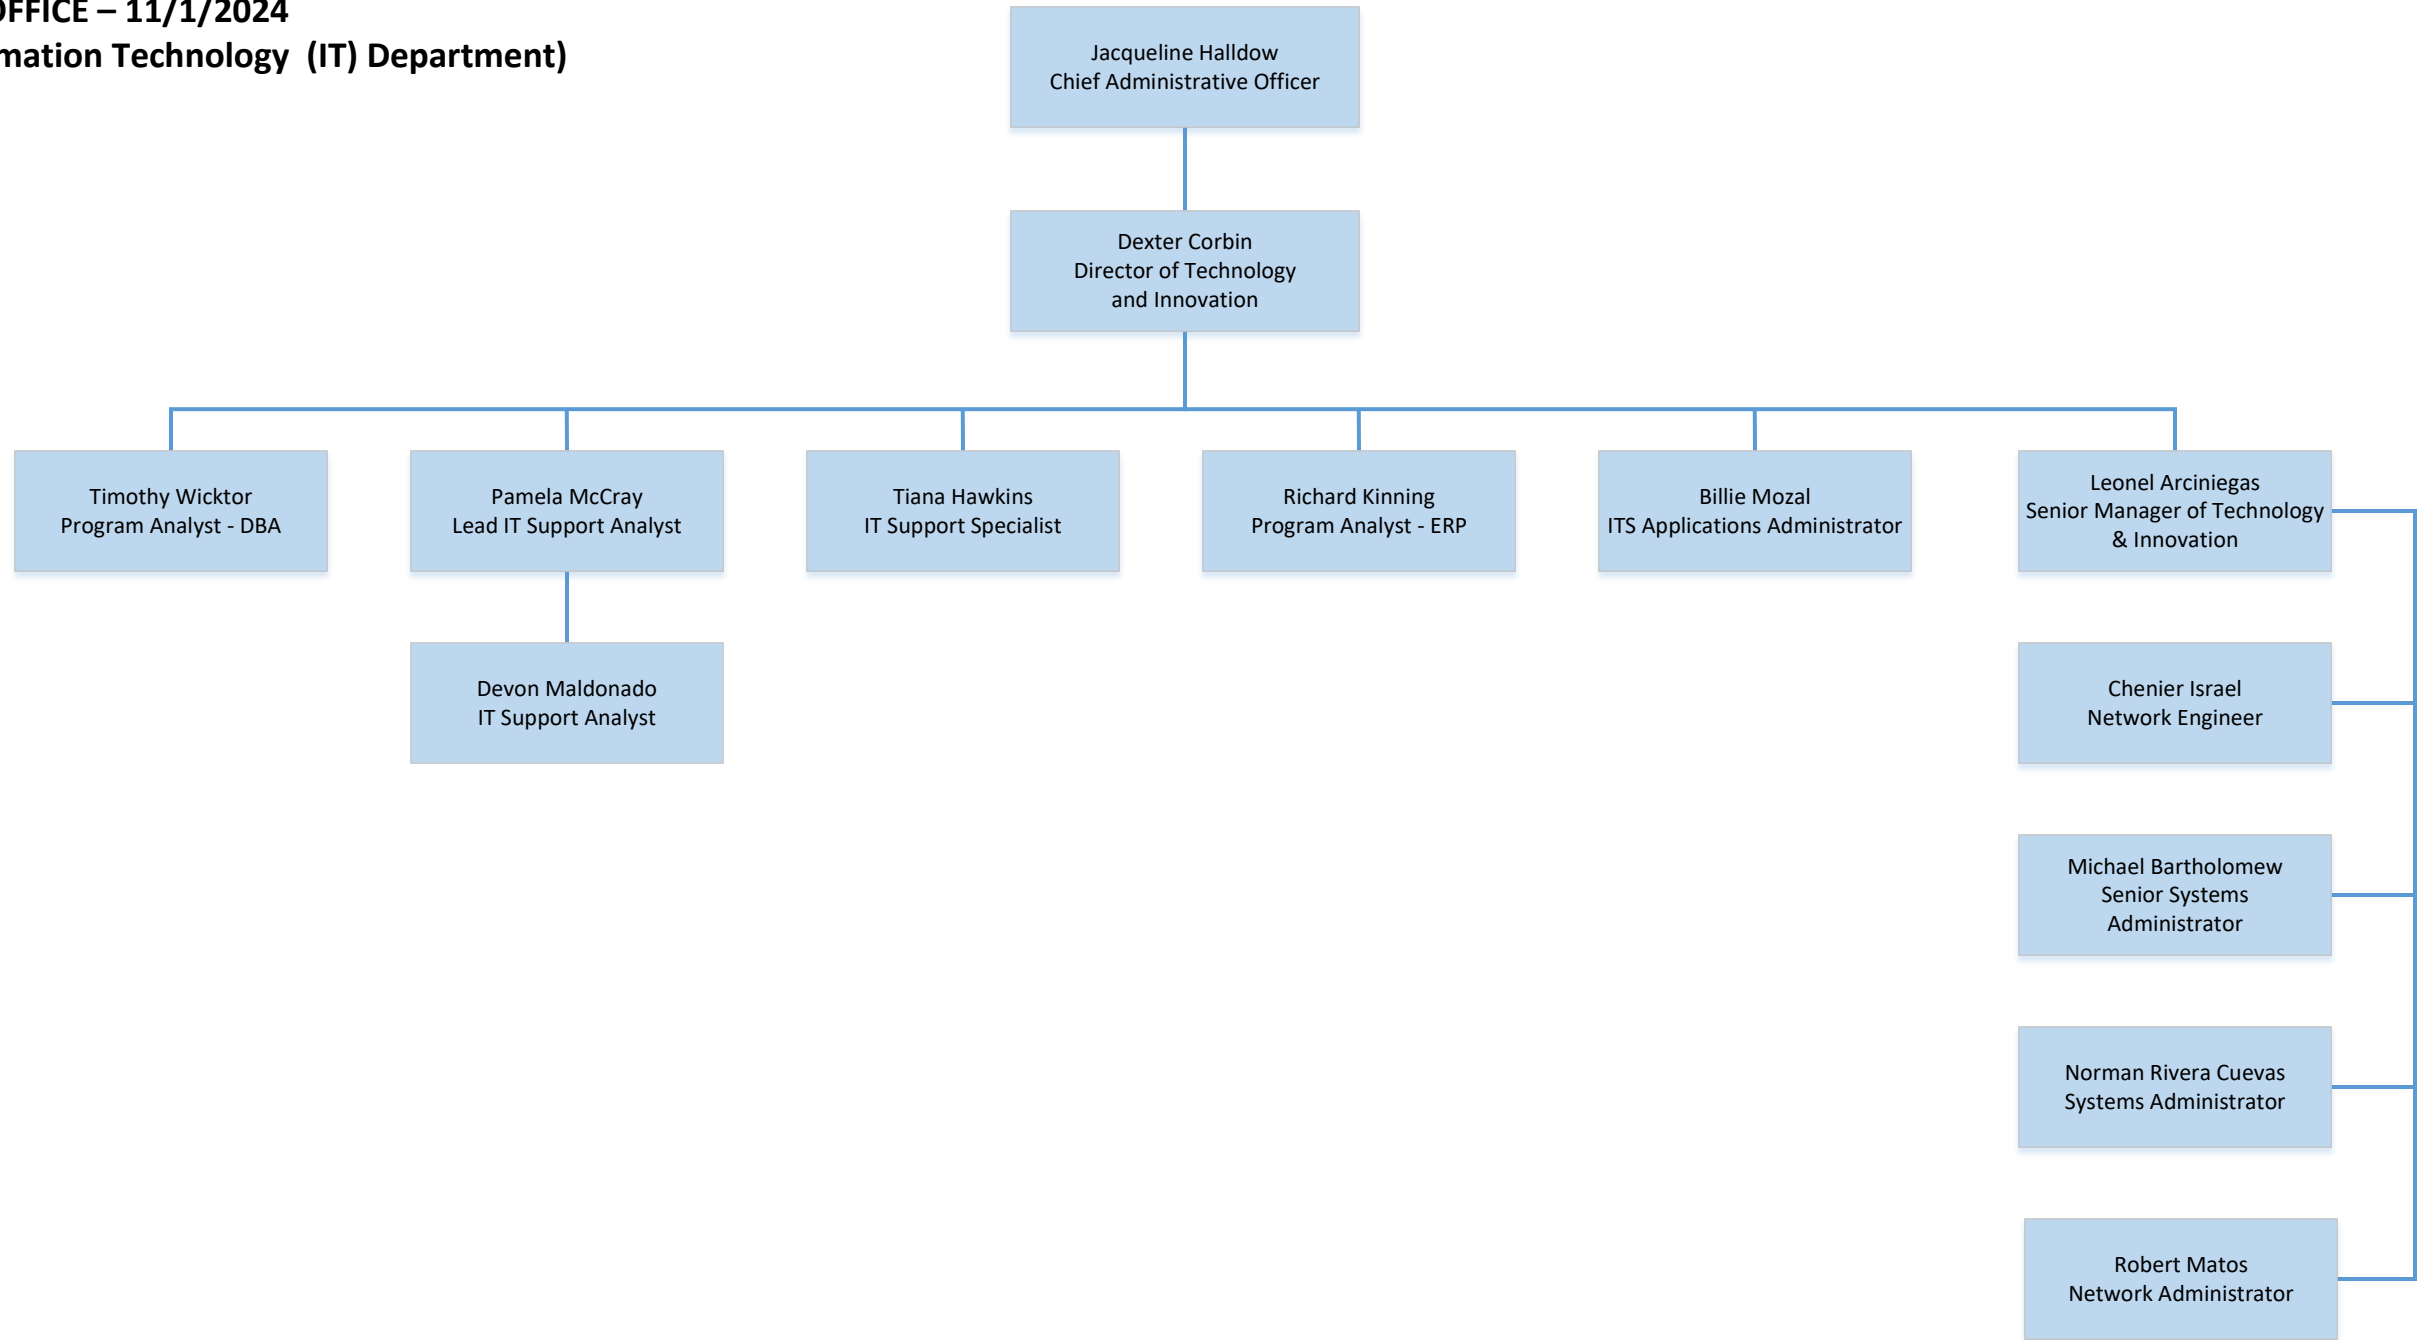 OFFICE – 11/1/2024
mation Technology (IT) Department)
Jacqueline Halldow
Chief Administrative Officer
Dexter Corbin
Director of Technology
and Innovation
Timothy Wicktor
Program Analyst - DBA
Pamela McCray
Lead IT Support Analyst
Tiana Hawkins
IT Support Specialist
Richard Kinning
Program Analyst - ERP
Billie Mozal
ITS Applications Administrator
Leonel Arciniegas
Senior Manager of Technology
& Innovation
Devon Maldonado
IT Support Analyst
Chenier Israel
Network Engineer
Michael Bartholomew
Senior Systems
Administrator
Norman Rivera Cuevas
Systems Administrator
Robert Matos
Network Administrator